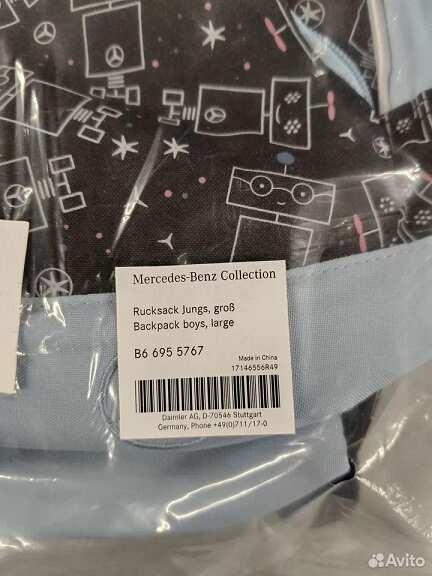 Mercedes-Benz Collection
Rucksack Jungs, groß
Backpack boys, large
B6 695 5767
Made in China
17146556R49
Daimler AG, D-70546 Stuttgart
Germany, Phone +49(0)711/17-0
Avito